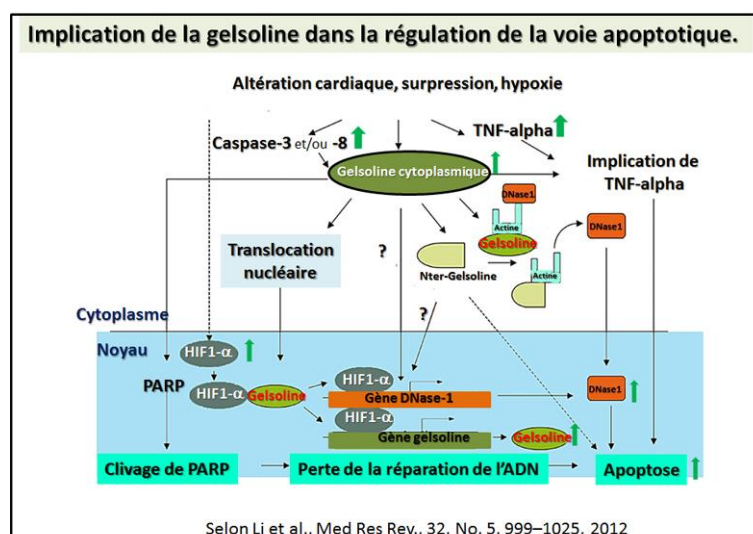 Implication de la gelsoline dans la régulation de la voie apoptotique.
Altération cardiaque, surpression, hypoxie
Caspase-3 et/ou -8
TNF-alpha
Gelsoline cytoplasmique
Implication de
TNF-alpha
DNase1
Actine
Gelsoline
DNase1
Translocation
nucléaire
?
Nter-Gelsoline
Actine
?
Cytoplasme
Noyau
HIF1-α
PARP
HIF1-α
Gelsoline
HIF1-α
Gène DNase-1
DNase1
HIF1-α
Gène gelsoline
Gelsoline
Clivage de PARP
Perte de la réparation de l'ADN
Apoptose
Selon Li et al., Med Res Rev., 32, No. 5, 999–1025, 2012